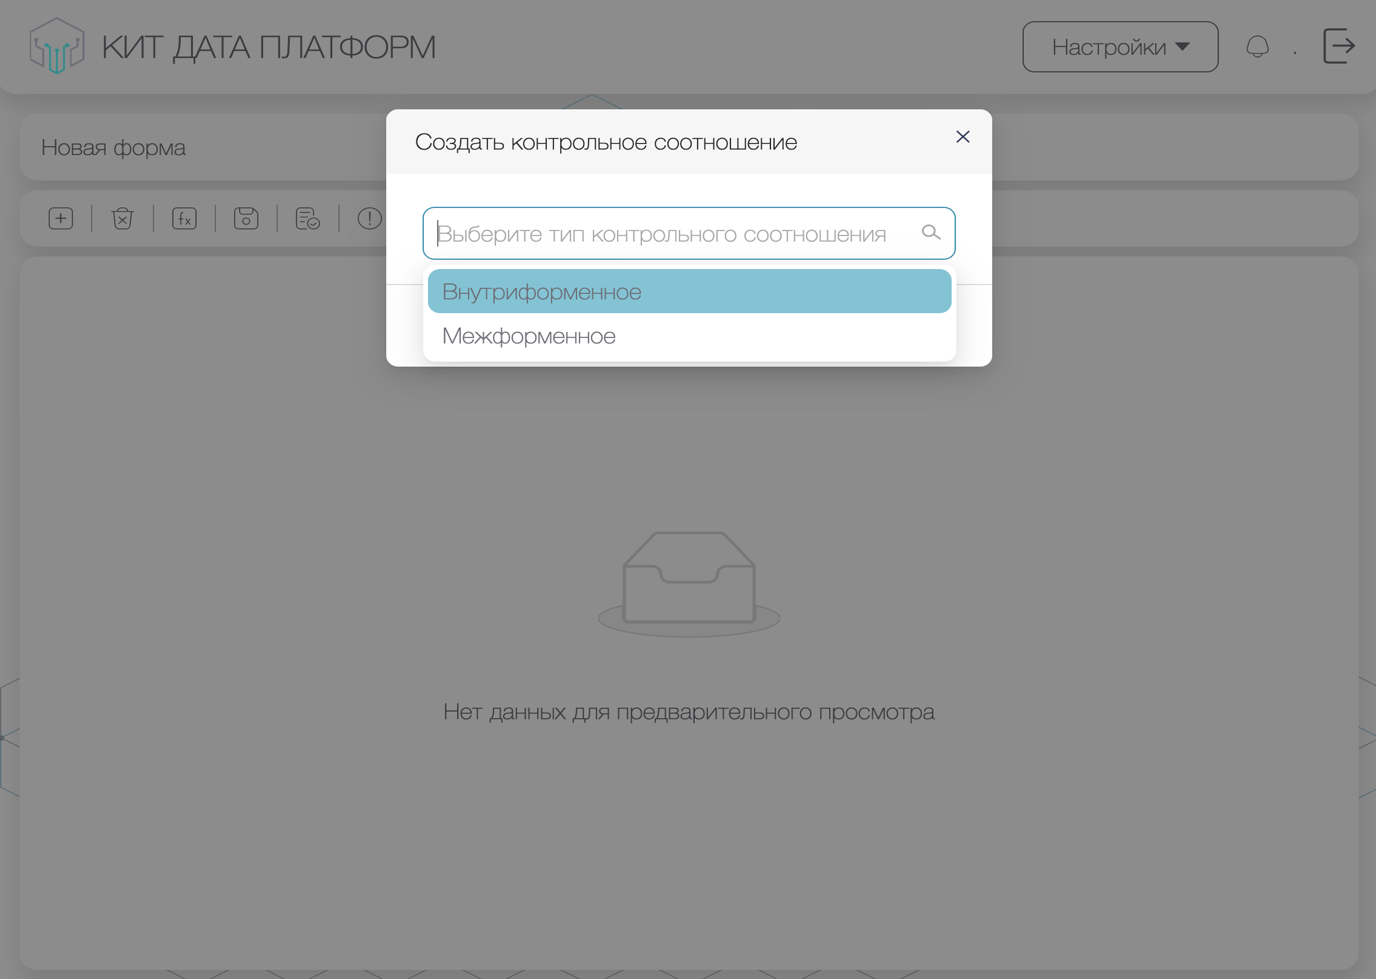 КИТ ДАТА ПЛАТФОРМ
Настройки
.
Новая форма
fx
Создать контрольное соотношение
Выберите тип контрольного соотношения
Внутриформенное
Межформенное
Нет данных для предварительного просмотра